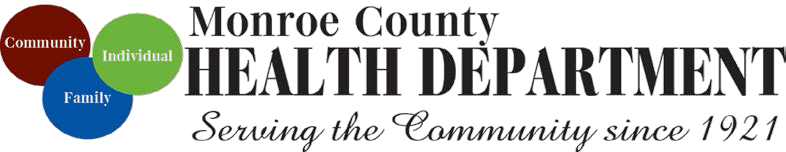 Community
Individual
Family
Monroe County
HEALTH DEPARTMENT
Serving the Community since 1921